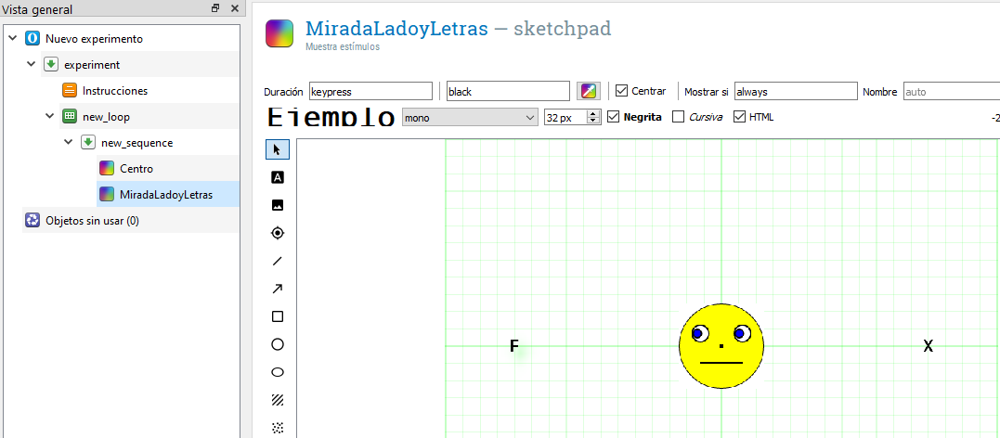 Vista general
Nuevo experimento
experiment
Instrucciones
new_loop
new_sequence
Centro
MiradaLadoyLetras
Objetos sin usar (0)
MiradaLadoyLetras — sketchpad
Muestra estímulos
Duración keypress black Centrar Mostrar si always Nombre auto
Ejemplo mono 32 px Negrita Cursiva HTML -2
A
F X